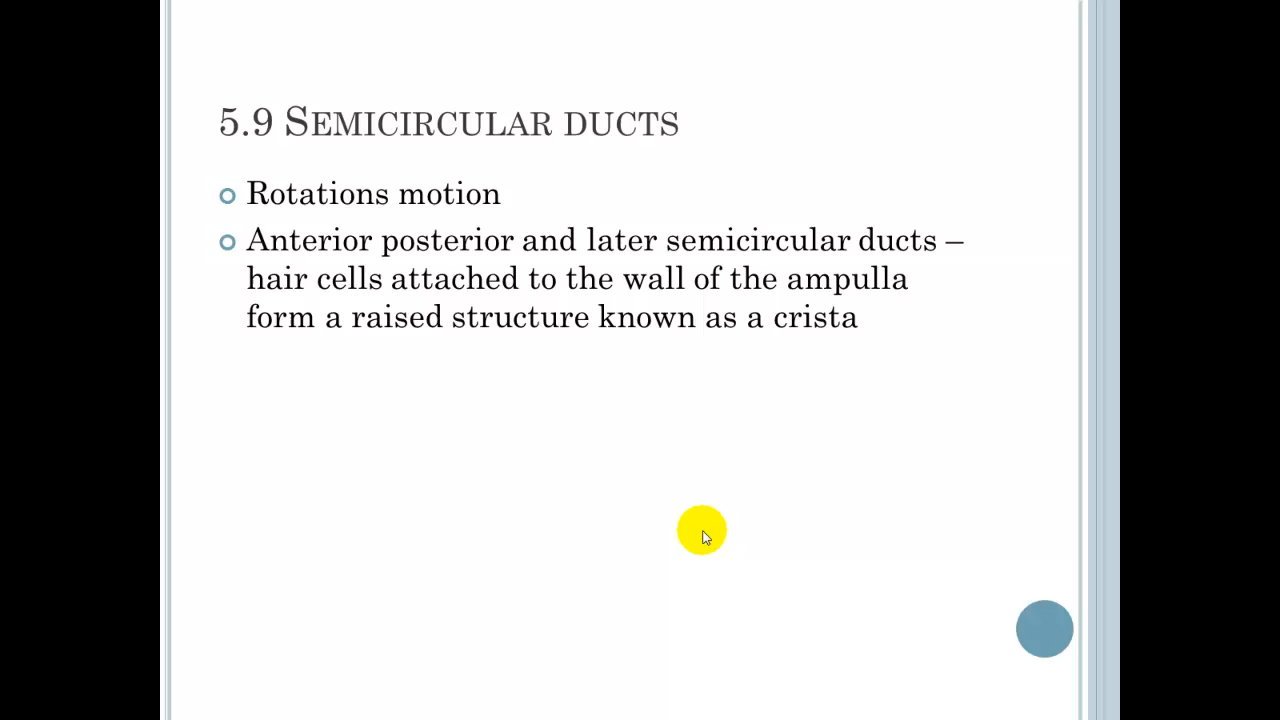 5.9 SEMICIRCULAR DUCTS
Rotations motion
Anterior posterior and later semicircular ducts –
hair cells attached to the wall of the ampulla
form a raised structure known as a crista